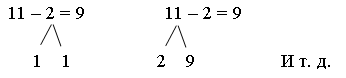 11 – 2 = 9 11 – 2 = 9
1 1 2 9 И т. д.